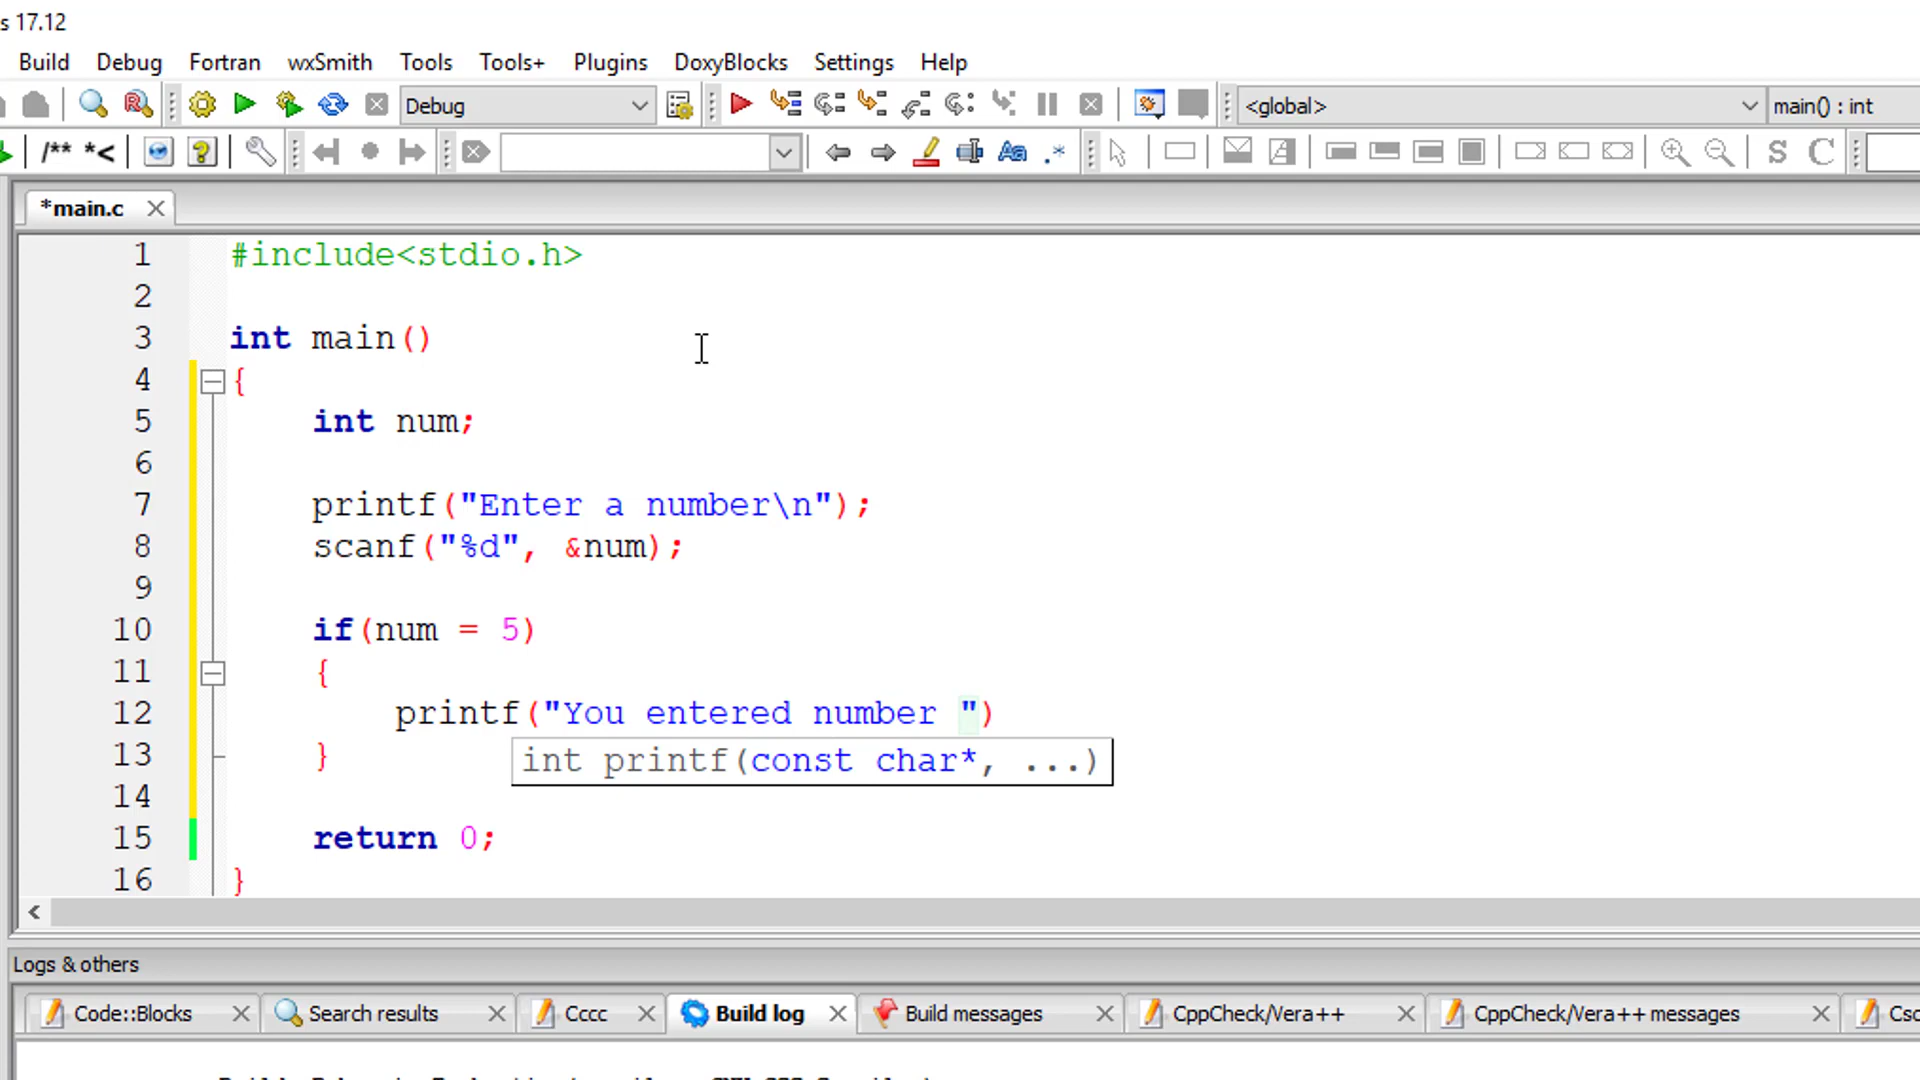 s 17.12
Build Debug Fortran wxSmith Tools Tools+ Plugins DoxyBlocks Settings Help
Debug <global> main() : int
/** *< Aa .* S C
*main.c
1 #include<stdio.h>
2
3 int main()
4 {
5 int num;
6
7 printf("Enter a number\n");
8 scanf("%d", &num);
9
10 if(num = 5)
11 {
12 printf("You entered number ")
13 }
int printf(const char*, ...)
14
15 return 0;
16 }
Logs & others
Code::Blocks Search results Cccc Build log Build messages CppCheck/Vera++ CppCheck/Vera++ messages Csc